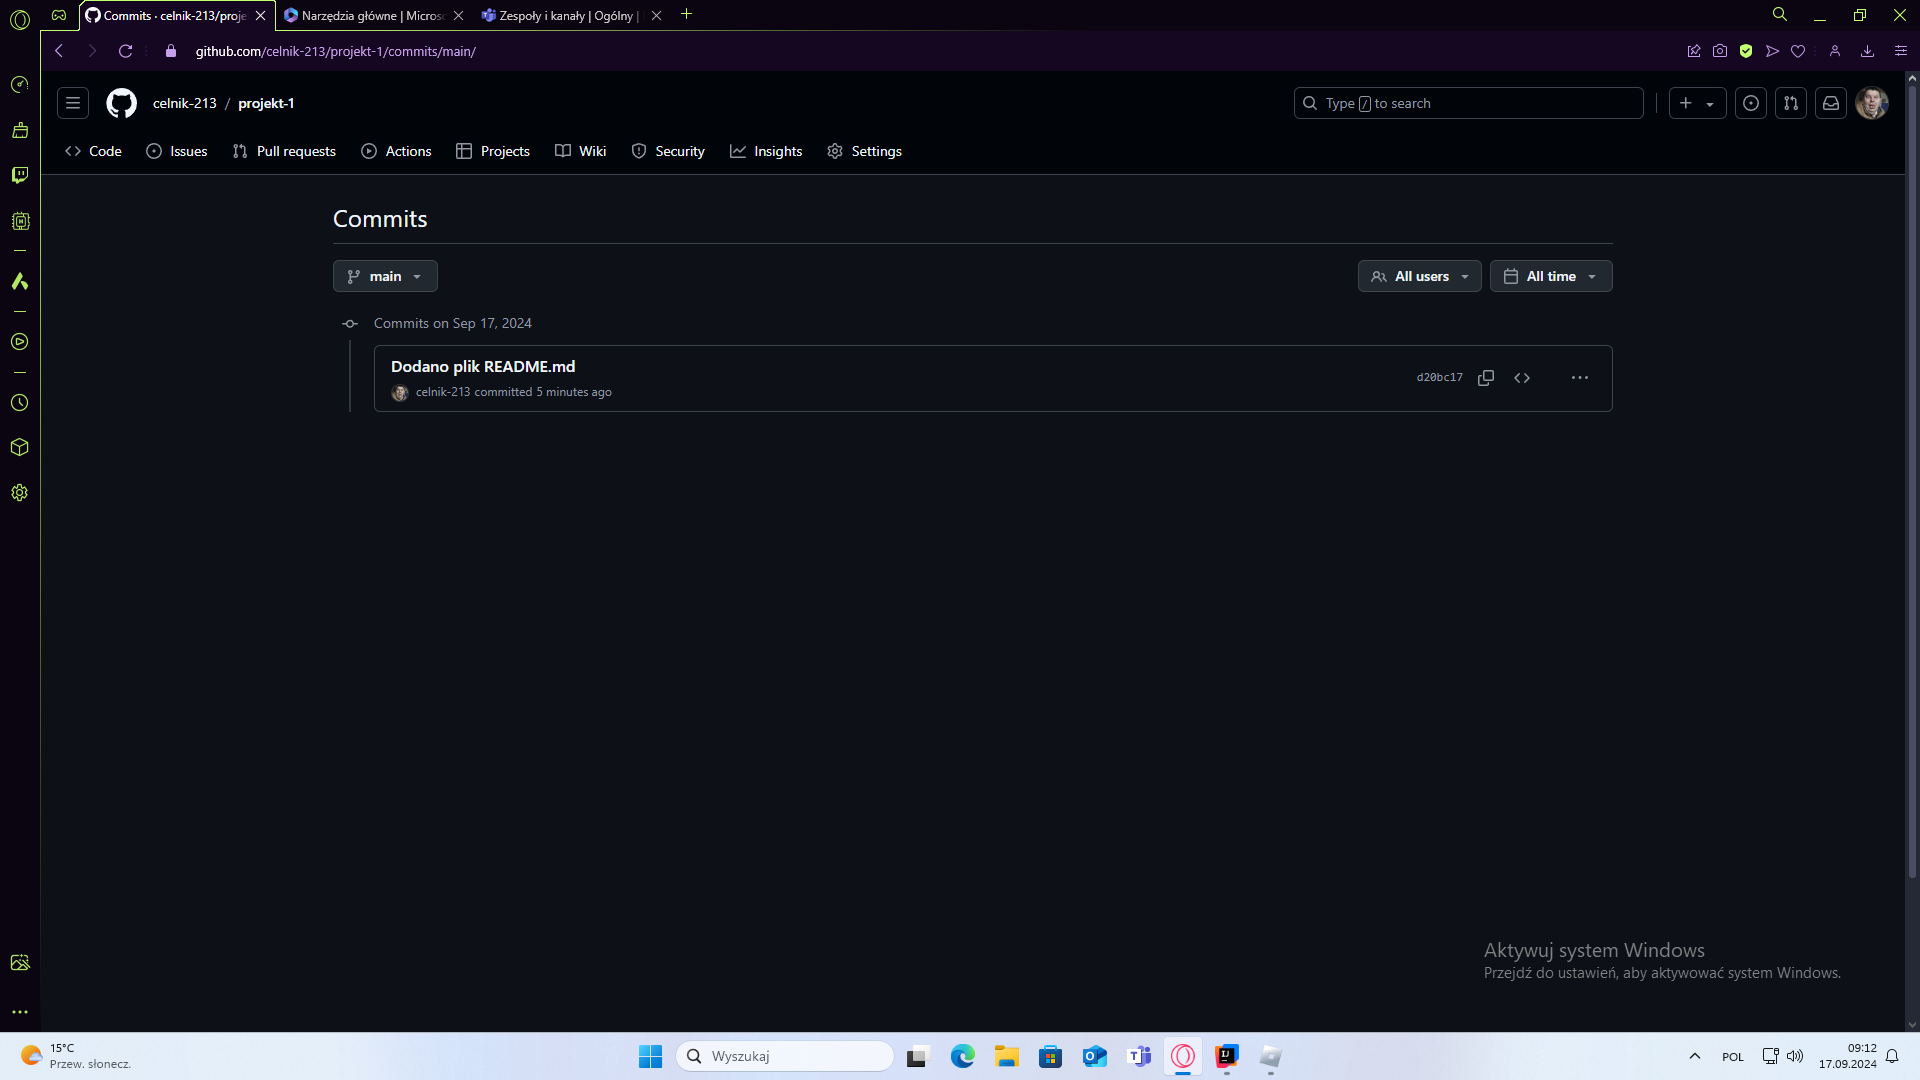 Commits · celnik-213/proje
Narzędzia główne | Micros
Zespoły i kanały | Ogólny |
github.com/celnik-213/projekt-1/commits/main/
celnik-213 / projekt-1
Type / to search
Code
Issues
Pull requests
Actions
Projects
Wiki
Security
Insights
Settings
Commits
main
All users
All time
Commits on Sep 17, 2024
Dodano plik README.md
celnik-213 committed 5 minutes ago
d20bc17
Aktywuj system Windows
Przejdź do ustawień, aby aktywować system Windows.
15°C
Przew. słonecz.
Wyszukaj
POL
09:12
17.09.2024